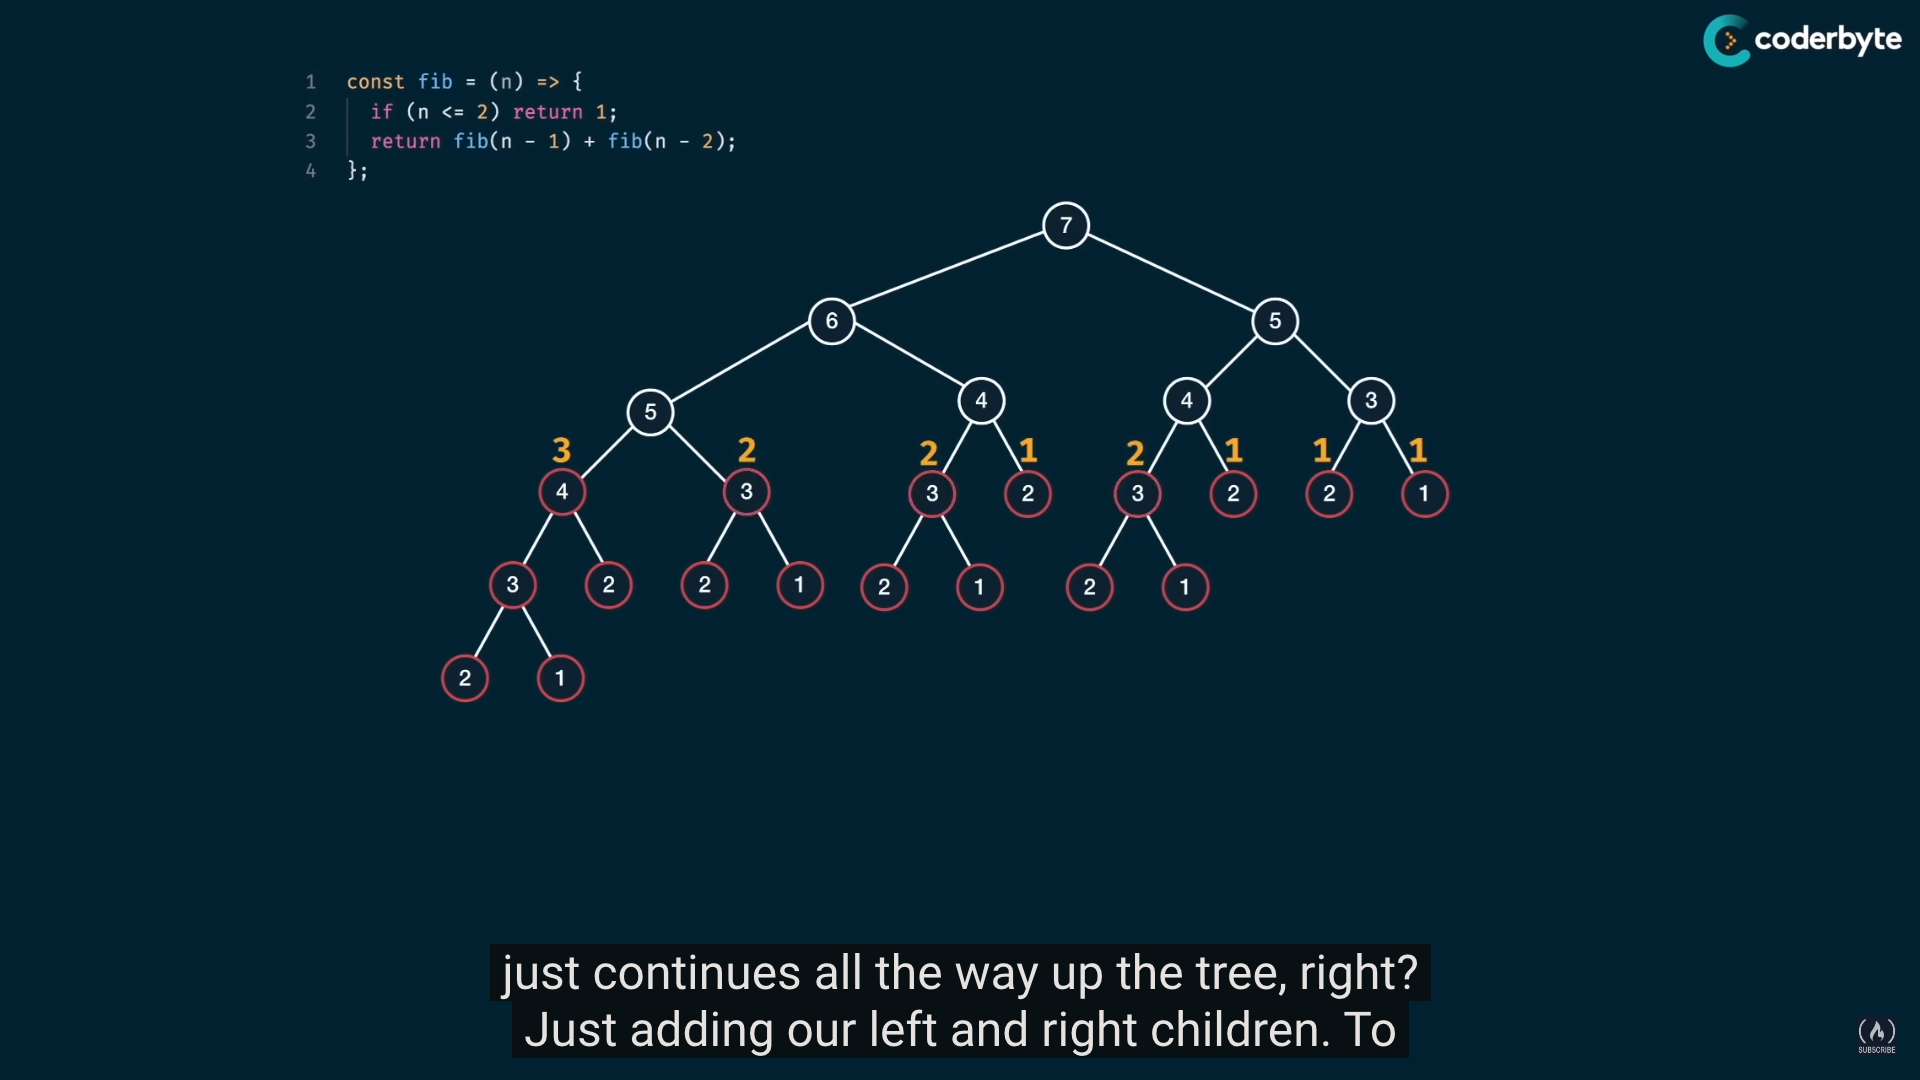 coderbyte
1 const fib = (n) => {
2 if (n <= 2) return 1;
3 return fib(n - 1) + fib(n - 2);
4 };
7
6 5
5 4 4 3
3 2 2 1 2 1 1 1
4 3 3 2 3 2 2 1
3 2 2 1 2 1 2 1
2 1
just continues all the way up the tree, right?
Just adding our left and right children. To
SUBSCRIBE